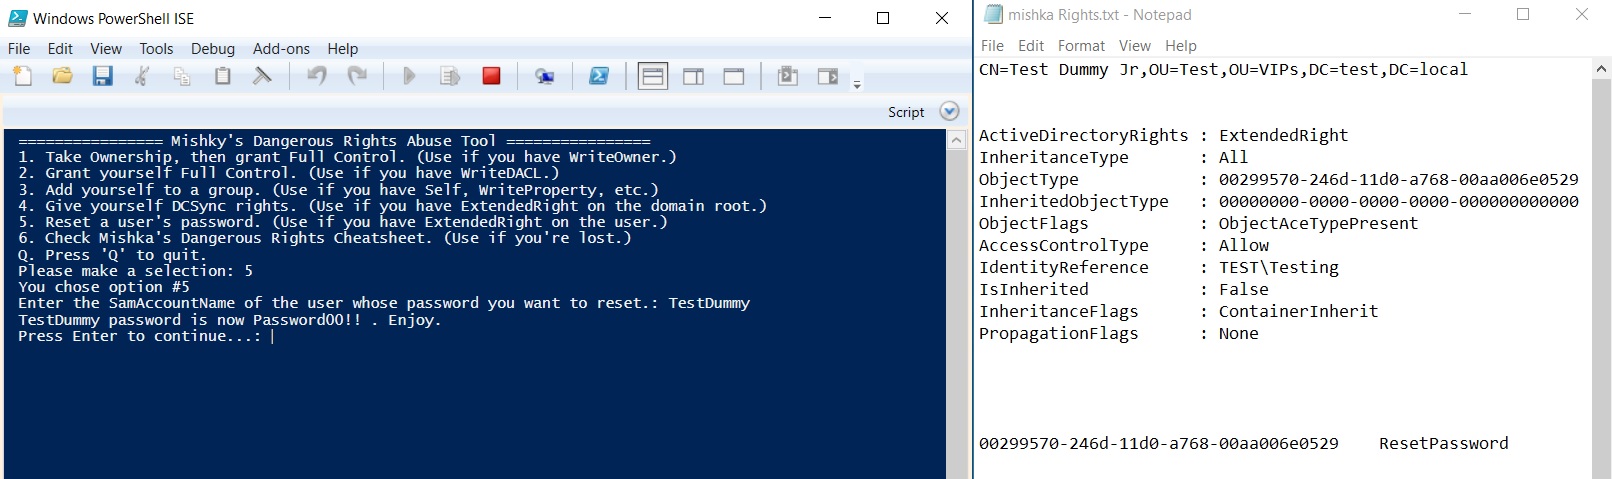 Windows PowerShell ISE
File Edit View Tools Debug Add-ons Help
Script
================ Mishky's Dangerous Rights Abuse Tool ================
1. Take Ownership, then grant Full Control. (Use if you have WriteOwner.)
2. Grant yourself Full Control. (Use if you have WriteDACL.)
3. Add yourself to a group. (Use if you have Self, WriteProperty, etc.)
4. Give yourself DCSync rights. (Use if you have ExtendedRight on the domain root.)
5. Reset a user's password. (Use if you have ExtendedRight on the user.)
6. Check Mishka's Dangerous Rights Cheatsheet. (Use if you're lost.)
Q. Press 'Q' to quit.
Please make a selection: 5
You chose option #5
Enter the SamAccountName of the user whose password you want to reset.: TestDummy
TestDummy password is now Password00!! . Enjoy.
Press Enter to continue...:
mishka Rights.txt - Notepad
File Edit Format View Help
CN=Test Dummy Jr,OU=Test,OU=VIPs,DC=test,DC=local
ActiveDirectoryRights : ExtendedRight
InheritanceType : All
ObjectType : 00299570-246d-11d0-a768-00aa006e0529
InheritedObjectType : 00000000-0000-0000-0000-000000000000
ObjectFlags : ObjectAceTypePresent
AccessControlType : Allow
IdentityReference : TEST\Testing
IsInherited : False
InheritanceFlags : ContainerInherit
PropagationFlags : None
00299570-246d-11d0-a768-00aa006e0529 ResetPassword